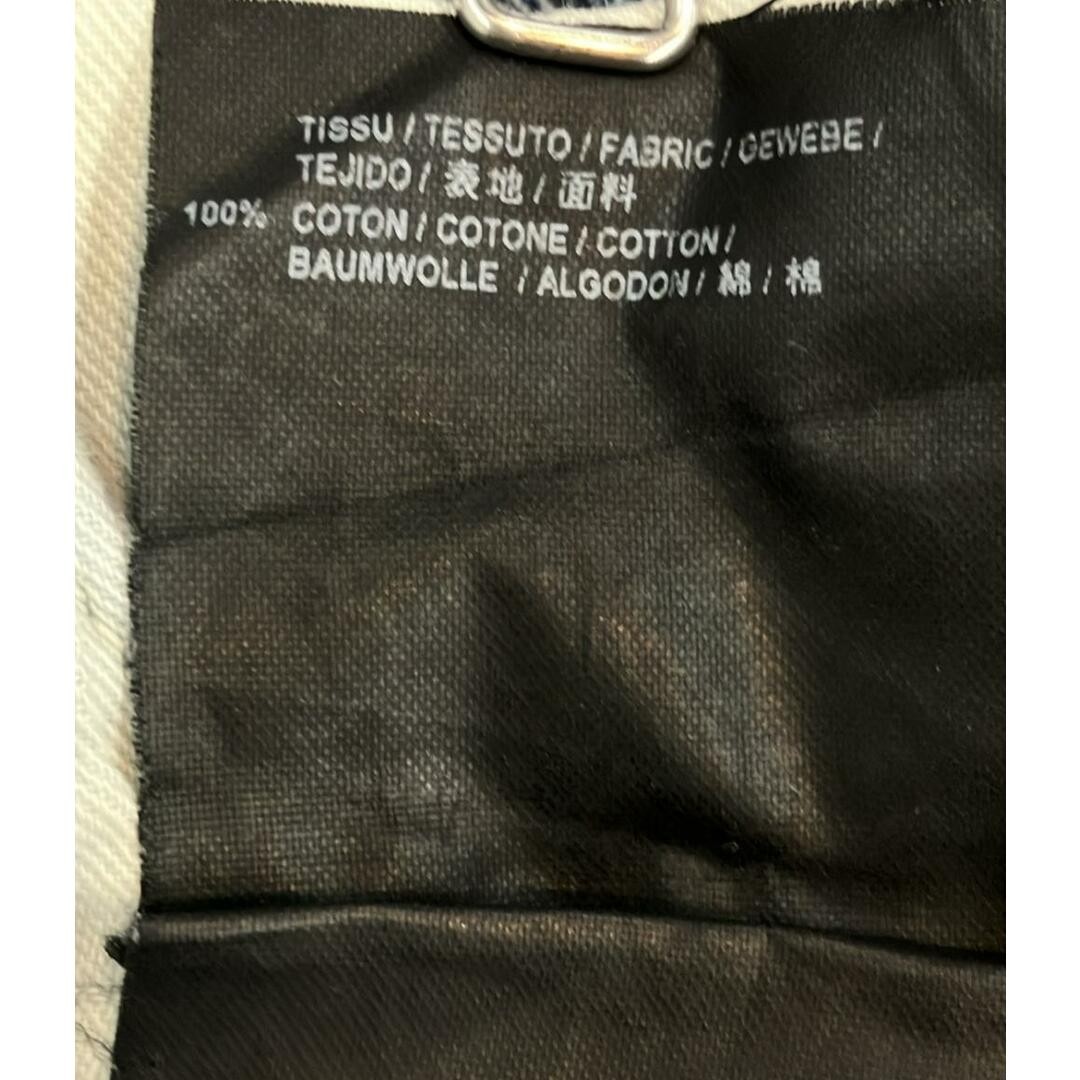 TISSU / TESSUTO / FABRIC / GEWEBE /
TEJIDO / 表地 / 面料
100% COTON / COTONE / COTTON /
BAUMWOLLE / ALGODON / 綿 / 棉